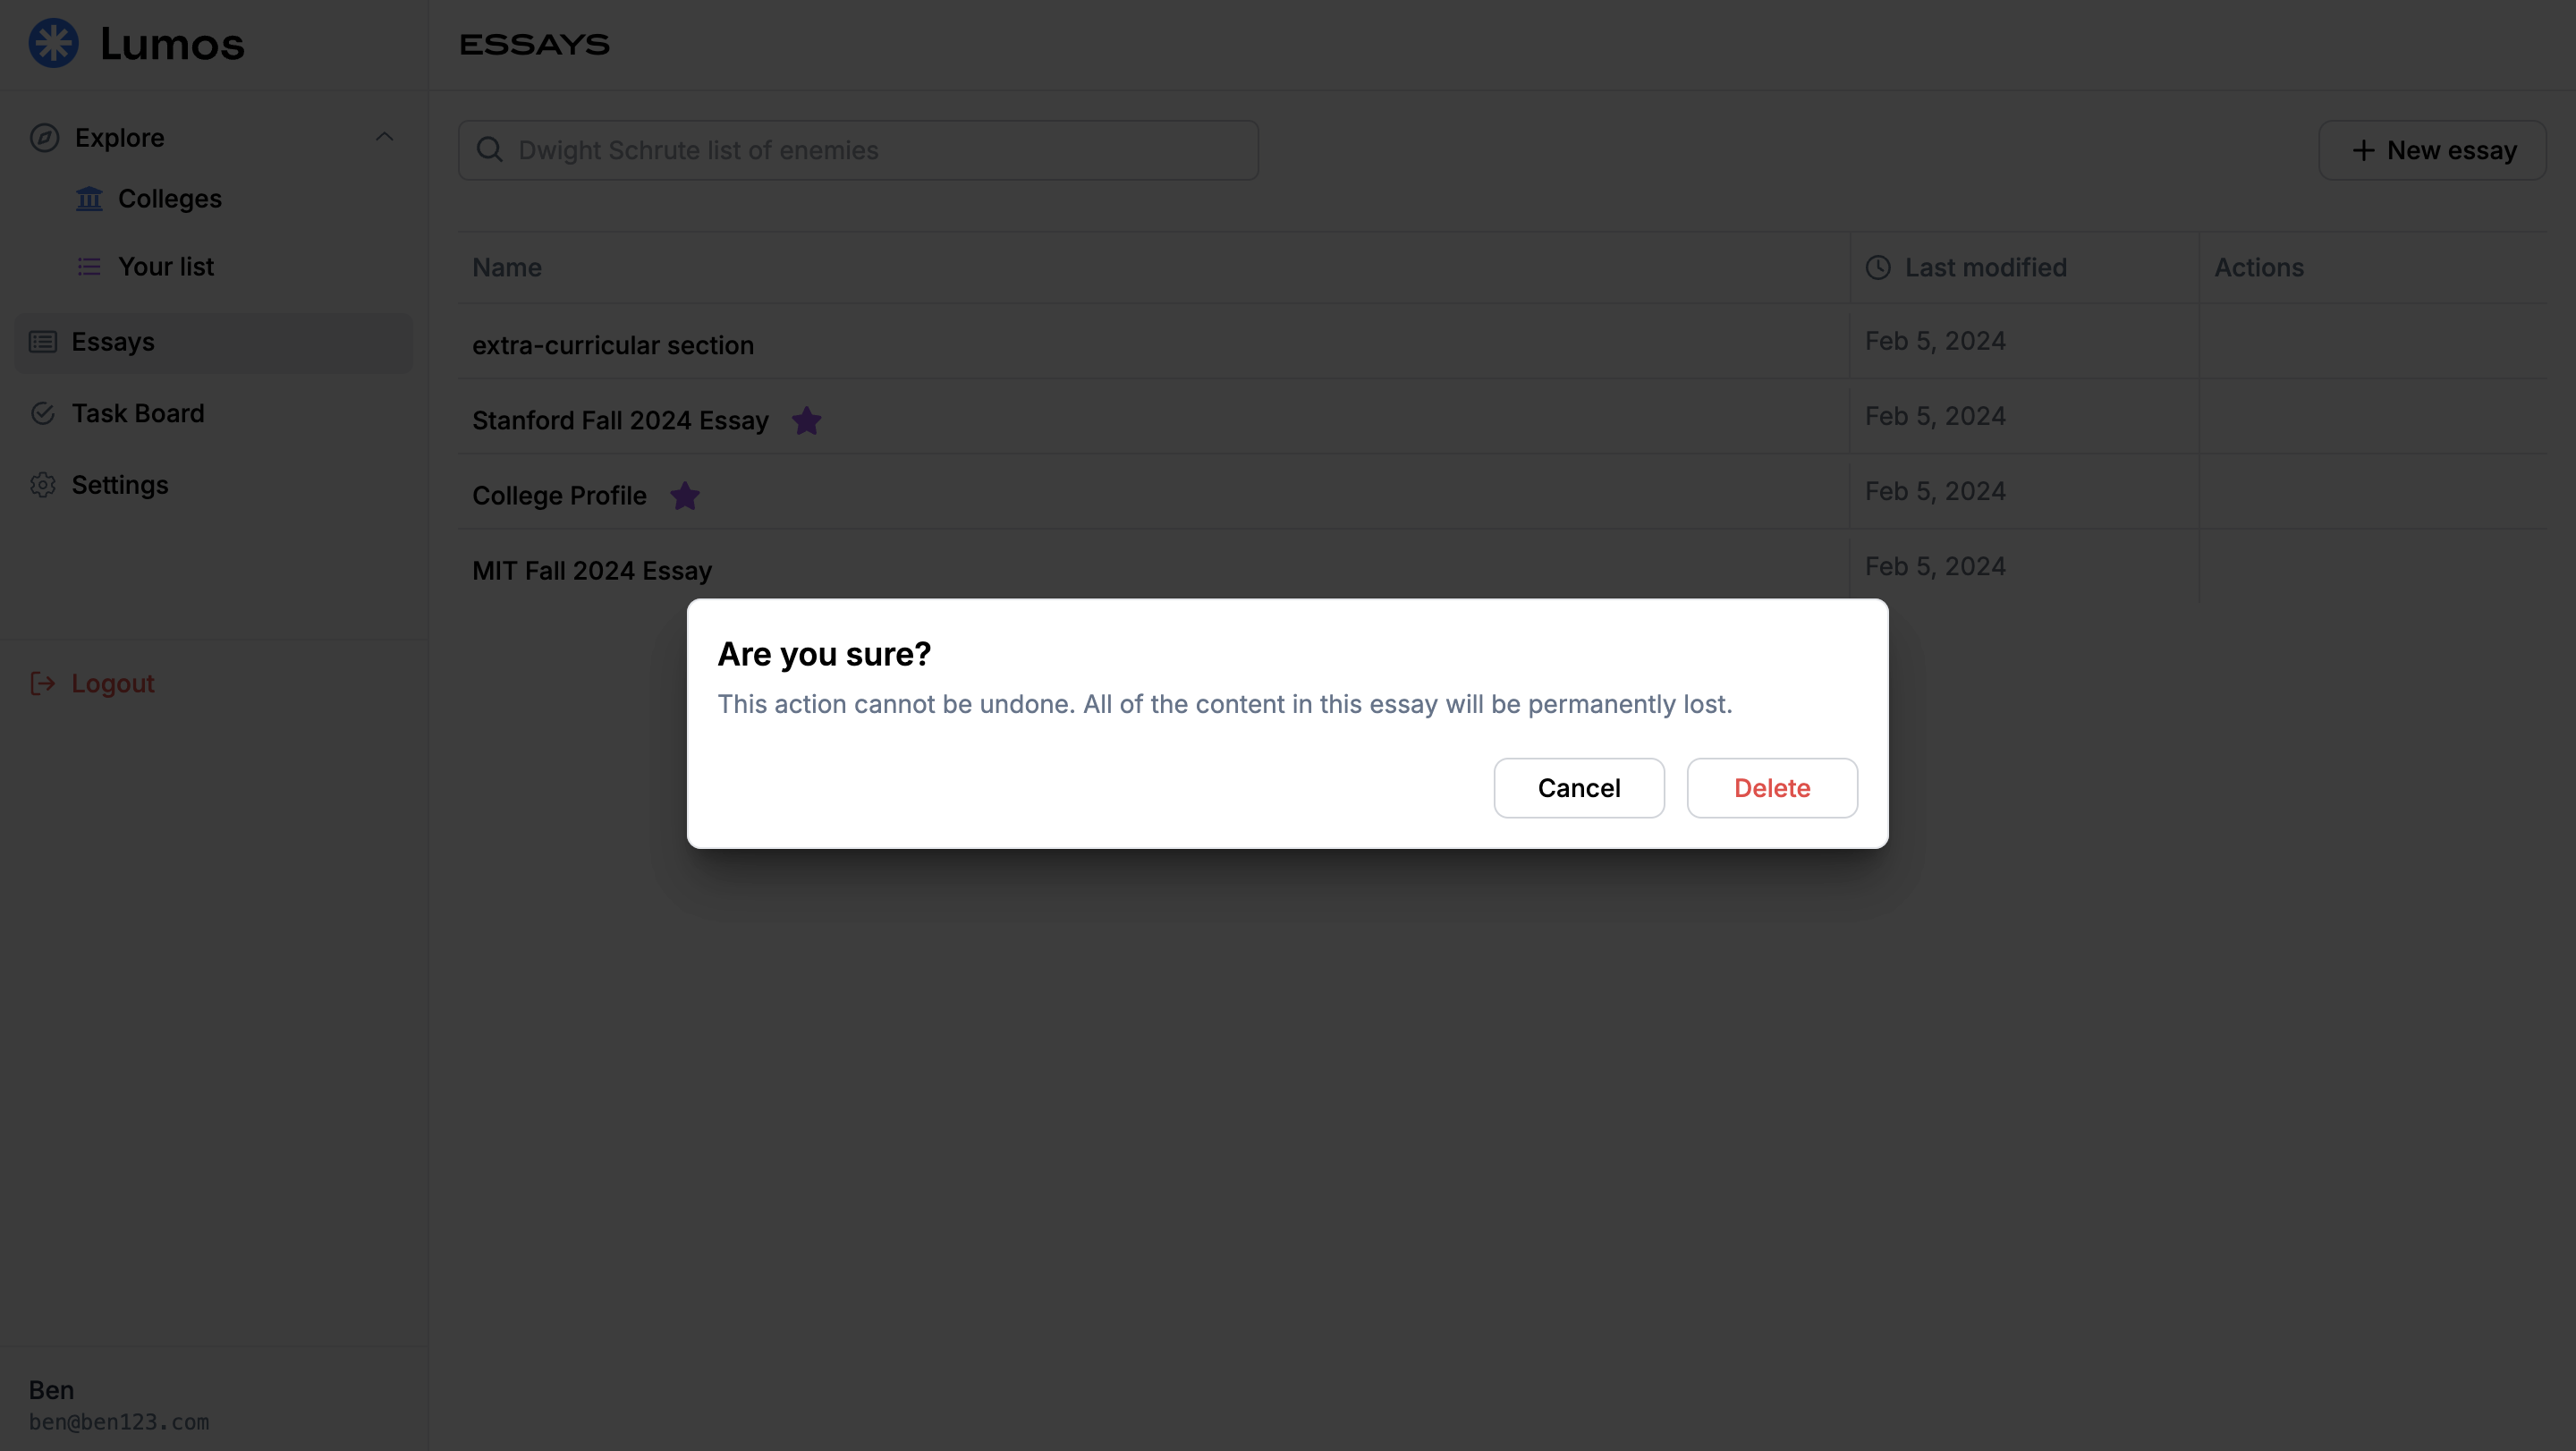 Lumos
ESSAYS
Explore
Colleges
Your list
Essays
Task Board
Settings
Logout
Ben
ben@ben123.com
Dwight Schrute list of enemies
New essay
Name
Last modified
Actions
extra-curricular section
Feb 5, 2024
Stanford Fall 2024 Essay
Feb 5, 2024
College Profile
Feb 5, 2024
MIT Fall 2024 Essay
Feb 5, 2024
Are you sure?
This action cannot be undone. All of the content in this essay will be permanently lost.
Cancel
Delete